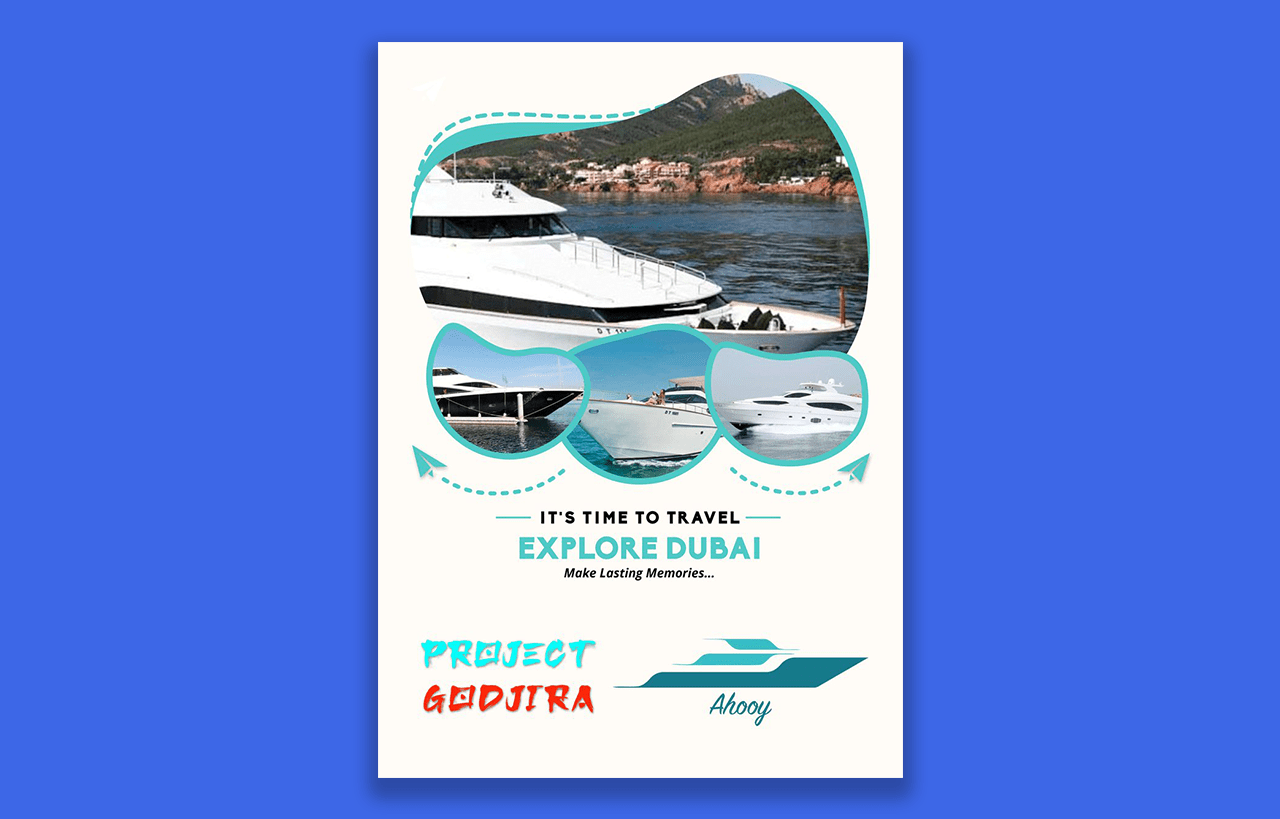 IT'S TIME TO TRAVEL
EXPLORE DUBAI
Make Lasting Memories...
PROJECT
GODJIRA
Ahooy